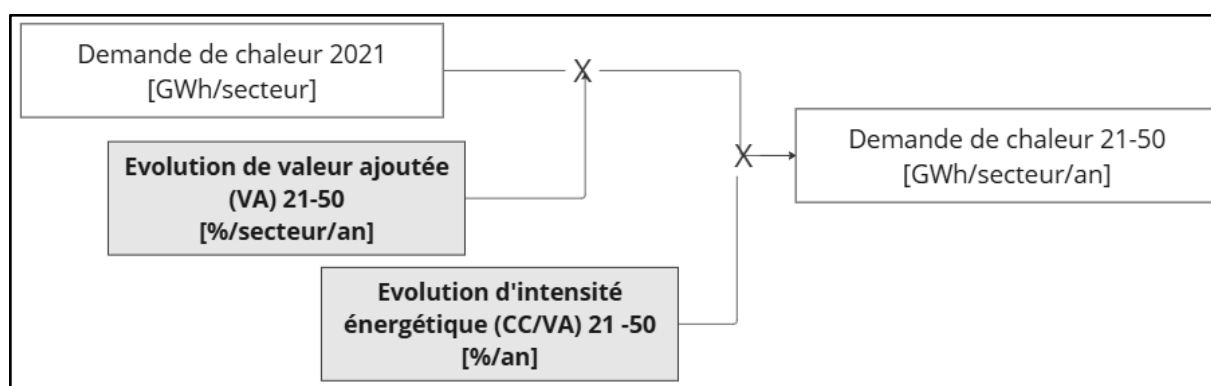 Demande de chaleur 2021
[GWh/secteur]
X
Evolution de valeur ajoutée
(VA) 21-50
[%/secteur/an]
X
Demande de chaleur 21-50
[GWh/secteur/an]
Evolution d'intensité
énergétique (CC/VA) 21 -50
[%/an]